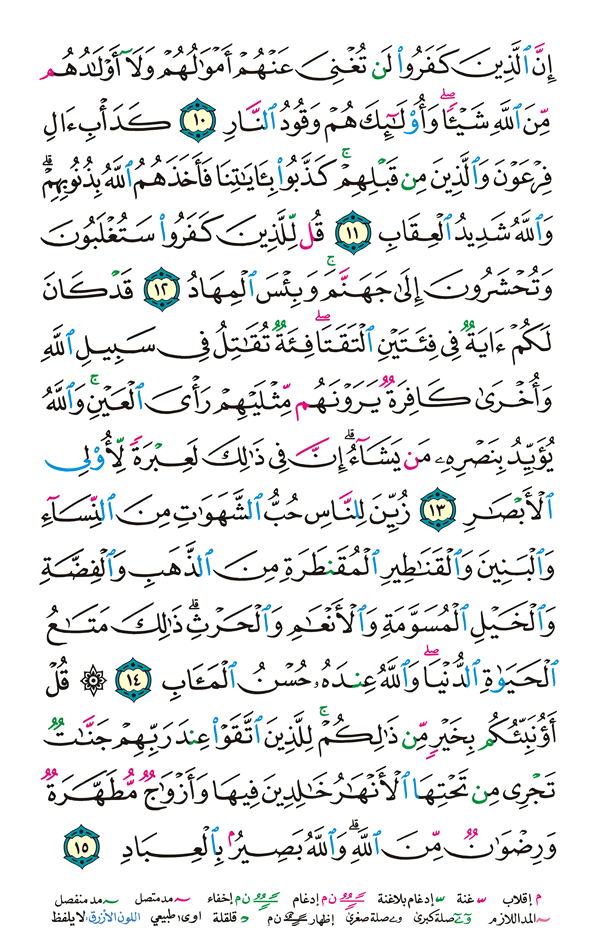 إِنَّ ٱلَّذِينَ كَفَرُوا۟ لَن تُغْنِىَ عَنْهُمْ أَمْوَٰلُهُمْ وَلَآ أَوْلَـٰدُهُم
مِّنَ ٱللَّهِ شَيْـًٔا ۖ وَأُو۟لَـٰٓئِكَ هُمْ وَقُودُ ٱلنَّارِ ١٠ كَدَأْبِ ءَالِ
فِرْعَوْنَ وَٱلَّذِينَ مِن قَبْلِهِمْ ۚ كَذَّبُوا۟ بِـَٔايَـٰتِنَا فَأَخَذَهُمُ ٱللَّهُ بِذُنُوبِهِمْ ۗ
وَٱللَّهُ شَدِيدُ ٱلْعِقَابِ ١١ قُل لِّلَّذِينَ كَفَرُوا۟ سَتُغْلَبُونَ
وَتُحْشَرُونَ إِلَىٰ جَهَنَّمَ ۚ وَبِئْسَ ٱلْمِهَادُ ١٢ قَدْ كَانَ
لَكُمْ ءَايَةٌ فِى فِئَتَيْنِ ٱلْتَقَتَا ۖ فِئَةٌ تُقَـٰتِلُ فِى سَبِيلِ ٱللَّهِ
وَأُخْرَىٰ كَافِرَةٌ يَرَوْنَهُم مِّثْلَيْهِمْ رَأْىَ ٱلْعَيْنِ ۚ وَٱللَّهُ
يُؤَيِّدُ بِنَصْرِهِۦ مَن يَشَآءُ ۗ إِنَّ فِى ذَٰلِكَ لَعِبْرَةً لِّأُو۟لِى
ٱلْأَبْصَـٰرِ ١٣ زُيِّنَ لِلنَّاسِ حُبُّ ٱلشَّهَوَٰتِ مِنَ ٱلنِّسَآءِ
وَٱلْبَنِينَ وَٱلْقَنَـٰطِيرِ ٱلْمُقَنطَرَةِ مِنَ ٱلذَّهَبِ وَٱلْفِضَّةِ
وَٱلْخَيْلِ ٱلْمُسَوَّمَةِ وَٱلْأَنْعَـٰمِ وَٱلْحَرْثِ ۗ ذَٰلِكَ مَتَـٰعُ
ٱلْحَيَوٰةِ ٱلدُّنْيَا ۖ وَٱللَّهُ عِندَهُۥ حُسْنُ ٱلْمَـَٔابِ ١٤ ۞ قُلْ
أَؤُنَبِّئُكُم بِخَيْرٍ مِّن ذَٰلِكُمْ ۚ لِلَّذِينَ ٱتَّقَوْا۟ عِندَ رَبِّهِمْ جَنَّـٰتٌ
تَجْرِى مِن تَحْتِهَا ٱلْأَنْهَـٰرُ خَـٰلِدِينَ فِيهَا وَأَزْوَٰجٌ مُّطَهَّرَةٌ
وَرِضْوَٰنٌ مِّنَ ٱللَّهِ ۗ وَٱللَّهُ بَصِيرٌۢ بِٱلْعِبَادِ ١٥
م إقلاب غنة إدغام بلاغنة ن م إدغام ن م إخفاء مد متصل مد منفصل
المد اللازم صلة كبرى صلة صغرى إظهار ن م قلقلة اوى؛ طبيعي اللون الأزرق: لا يلفظ